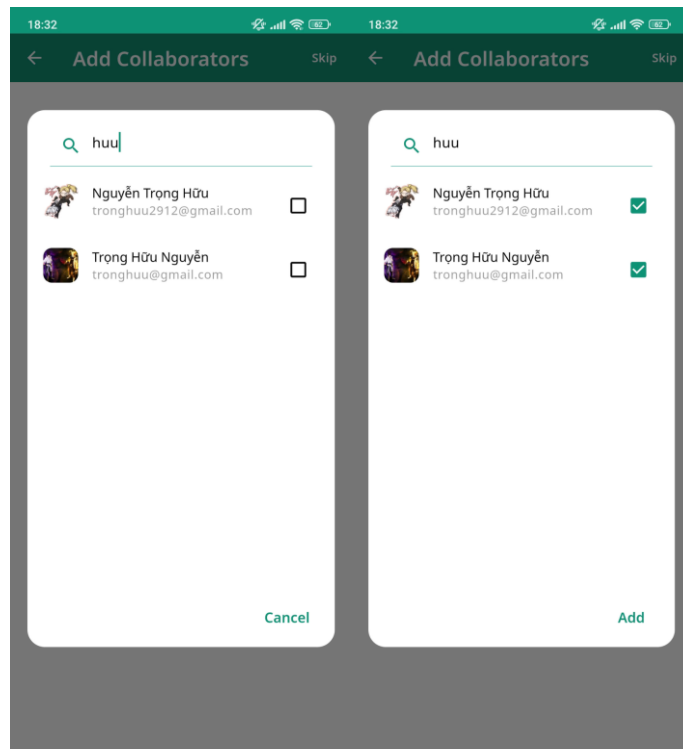 18:32
62
Add Collaborators
Skip
huu
Nguyễn Trọng Hữu
tronghuu2912@gmail.com
Trọng Hữu Nguyễn
tronghuu@gmail.com
Cancel
18:32
62
Add Collaborators
Skip
huu
Nguyễn Trọng Hữu
tronghuu2912@gmail.com
Trọng Hữu Nguyễn
tronghuu@gmail.com
Add